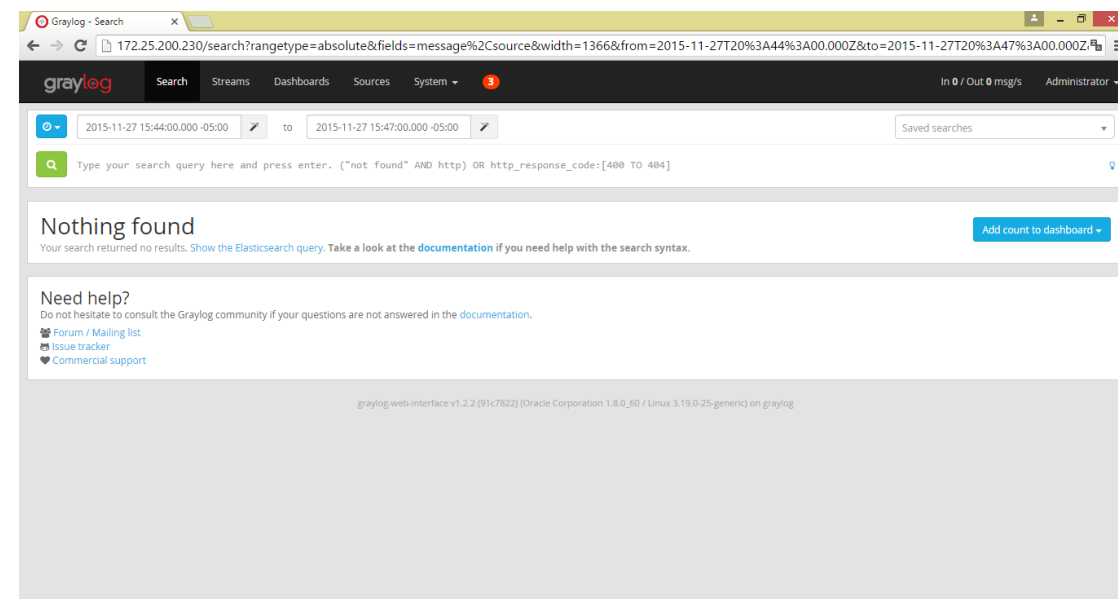 Graylog - Search
172.25.200.230/search?rangetype=absolute&fields=message%2Csource&width=1366&from=2015-11-27T20%3A44%3A00.000Z&to=2015-11-27T20%3A47%3A00.000Z
graylog Search Streams Dashboards Sources System 3 In 0 / Out 0 msg/s Administrator
2015-11-27 15:44:00.000 -05:00 to 2015-11-27 15:47:00.000 -05:00 Saved searches
Type your search query here and press enter. ("not found" AND http) OR http_response_code:[400 TO 404]
Nothing found
Add count to dashboard
Your search returned no results. Show the Elasticsearch query. Take a look at the documentation if you need help with the search syntax.
Need help?
Do not hesitate to consult the Graylog community if your questions are not answered in the documentation.
Forum / Mailing list
Issue tracker
Commercial support
graylog-web-interface v1.2.2 (91c7822) (Oracle Corporation 1.8.0_60 / Linux 3.19.0-25-generic) on graylog